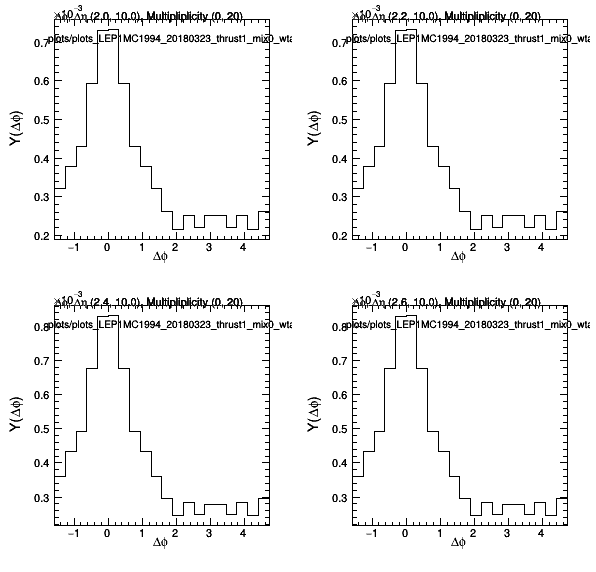 ×10⁻³ Δη (2.0, 10.0), Multipliplicity (0, 20)
plots/plots_LEP1MC1994_20180323_thrust1_mix0_wta
0.7
0.6
0.5
0.4
0.3
0.2
Y(Δϕ)
−1 0 1 2 3 4
Δϕ
×10⁻³ Δη (2.2, 10.0), Multipliplicity (0, 20)
plots/plots_LEP1MC1994_20180323_thrust1_mix0_wta
0.7
0.6
0.5
0.4
0.3
0.2
Y(Δϕ)
−1 0 1 2 3 4
Δϕ
×10⁻³ Δη (2.4, 10.0), Multipliplicity (0, 20)
plots/plots_LEP1MC1994_20180323_thrust1_mix0_wta
0.8
0.7
0.6
0.5
0.4
0.3
Y(Δϕ)
−1 0 1 2 3 4
Δϕ
×10⁻³ Δη (2.6, 10.0), Multipliplicity (0, 20)
plots/plots_LEP1MC1994_20180323_thrust1_mix0_wta
0.8
0.7
0.6
0.5
0.4
0.3
Y(Δϕ)
−1 0 1 2 3 4
Δϕ